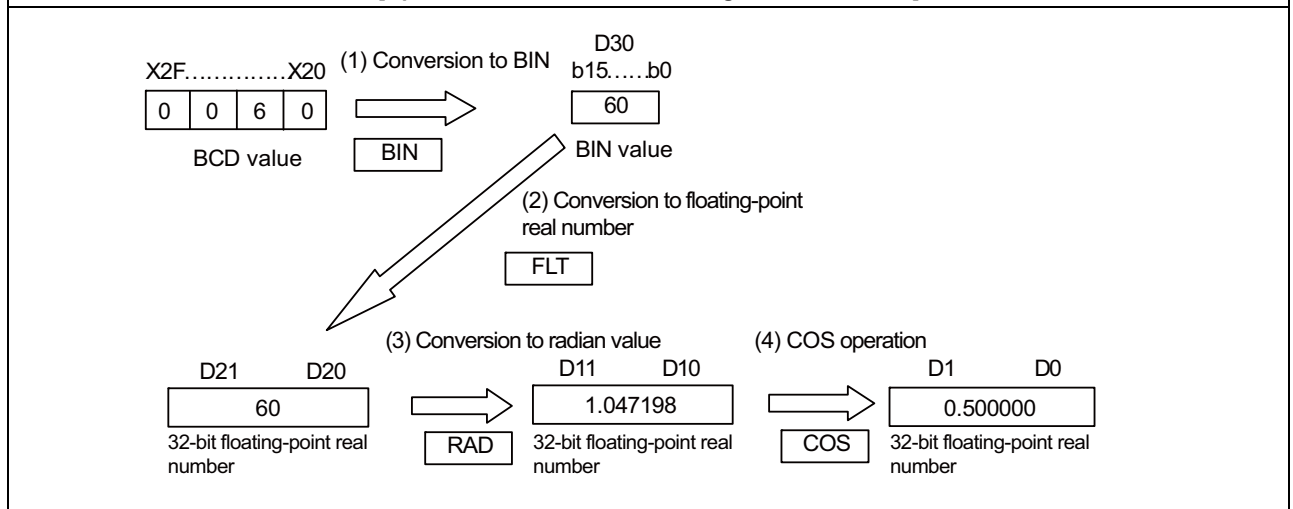 D30
(1) Conversion to BIN
X2F……………X20
b15……b0
0 0 6 0
60
BCD value
BIN
BIN value
(2) Conversion to floating-point
real number
FLT
(3) Conversion to radian value
(4) COS operation
D21 D20
D11 D10
D1 D0
60
1.047198
0.500000
32-bit floating-point real
number
RAD
32-bit floating-point real
number
COS
32-bit floating-point real
number